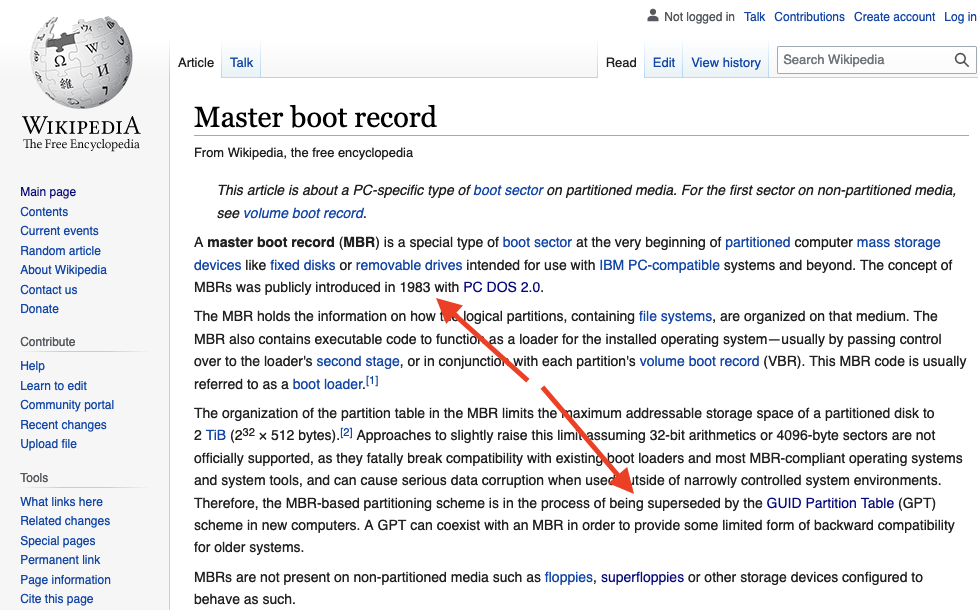 Not logged in Talk Contributions Create account Log in
Article Talk Read Edit View history Search Wikipedia
WIKIPEDIA
The Free Encyclopedia
Main page
Contents
Current events
Random article
About Wikipedia
Contact us
Donate
Contribute
Help
Learn to edit
Community portal
Recent changes
Upload file
Tools
What links here
Related changes
Special pages
Permanent link
Page information
Cite this page
Master boot record
From Wikipedia, the free encyclopedia
This article is about a PC-specific type of boot sector on partitioned media. For the first sector on non-partitioned media,
see volume boot record.
A master boot record (MBR) is a special type of boot sector at the very beginning of partitioned computer mass storage
devices like fixed disks or removable drives intended for use with IBM PC-compatible systems and beyond. The concept of
MBRs was publicly introduced in 1983 with PC DOS 2.0.
The MBR holds the information on how the logical partitions, containing file systems, are organized on that medium. The
MBR also contains executable code to function as a loader for the installed operating system—usually by passing control
over to the loader's second stage, or in conjunction with each partition's volume boot record (VBR). This MBR code is usually
referred to as a boot loader.[1]
The organization of the partition table in the MBR limits the maximum addressable storage space of a partitioned disk to
2 TiB (2³² × 512 bytes).[2] Approaches to slightly raise this limit assuming 32-bit arithmetics or 4096-byte sectors are not
officially supported, as they fatally break compatibility with existing boot loaders and most MBR-compliant operating systems
and system tools, and can cause serious data corruption when used outside of narrowly controlled system environments.
Therefore, the MBR-based partitioning scheme is in the process of being superseded by the GUID Partition Table (GPT)
scheme in new computers. A GPT can coexist with an MBR in order to provide some limited form of backward compatibility
for older systems.
MBRs are not present on non-partitioned media such as floppies, superfloppies or other storage devices configured to
behave as such.